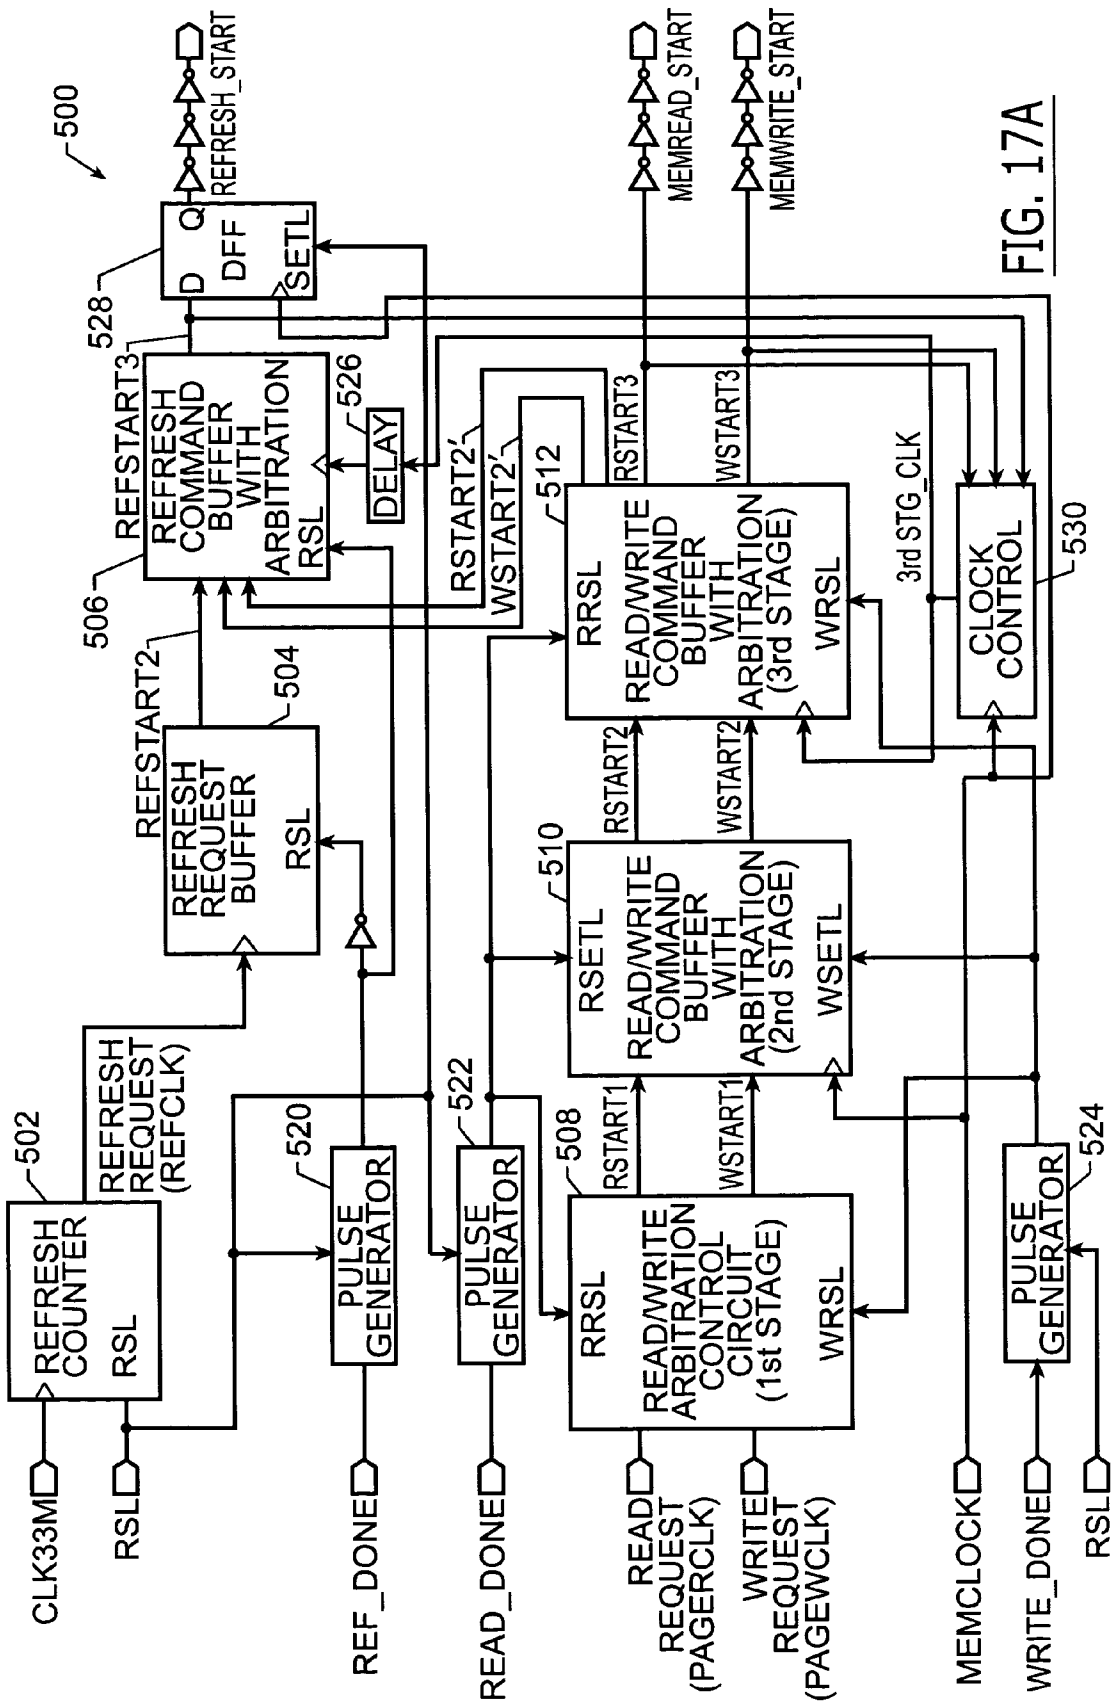 CLK33M
RSL
REFRESH
COUNTER
RSL
502
REFRESH
REQUEST
(REFCLK)
REFRESH
REQUEST
BUFFER
RSL
504
REFSTART2
506
REFRESH
COMMAND
BUFFER
WITH
ARBITRATION
RSL
REFSTART3
528
D Q
DFF
SETL
REFRESH_START
500
REF_DONE
520
PULSE
GENERATOR
DELAY
526
READ_DONE
522
PULSE
GENERATOR
RSTART2'
WSTART2'
READ
REQUEST
(PAGERCLK)
WRITE
REQUEST
(PAGEWCLK)
508
RRSL
READ/WRITE
ARBITRATION
CONTROL
CIRCUIT
(1st STAGE)
WRSL
RSTART1
WSTART1
510
RSETL
READ/WRITE
COMMAND
BUFFER
WITH
ARBITRATION
(2nd STAGE)
WSETL
RSTART2
WSTART2
512
RRSL
READ/WRITE
COMMAND
BUFFER
WITH
ARBITRATION
(3rd STAGE)
WRSL
RSTART3
WSTART3
MEMREAD_START
MEMWRITE_START
3rd STG_CLK
MEMCLOCK
WRITE_DONE
RSL
PULSE
GENERATOR
524
CLOCK
CONTROL
530
FIG. 17A